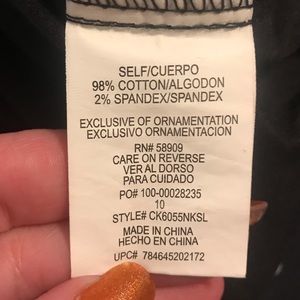 SELF/CUERPO
98% COTTON/ALGODON
2% SPANDEX/SPANDEX
EXCLUSIVE OF ORNAMENTATION
EXCLUSIVO ORNAMENTACION
RN# 58909
CARE ON REVERSE
VER AL DORSO
PARA CUIDADO
PO# 100-00028235
10
STYLE# CK6055NKSL
MADE IN CHINA
HECHO EN CHINA
UPC# 784645202172